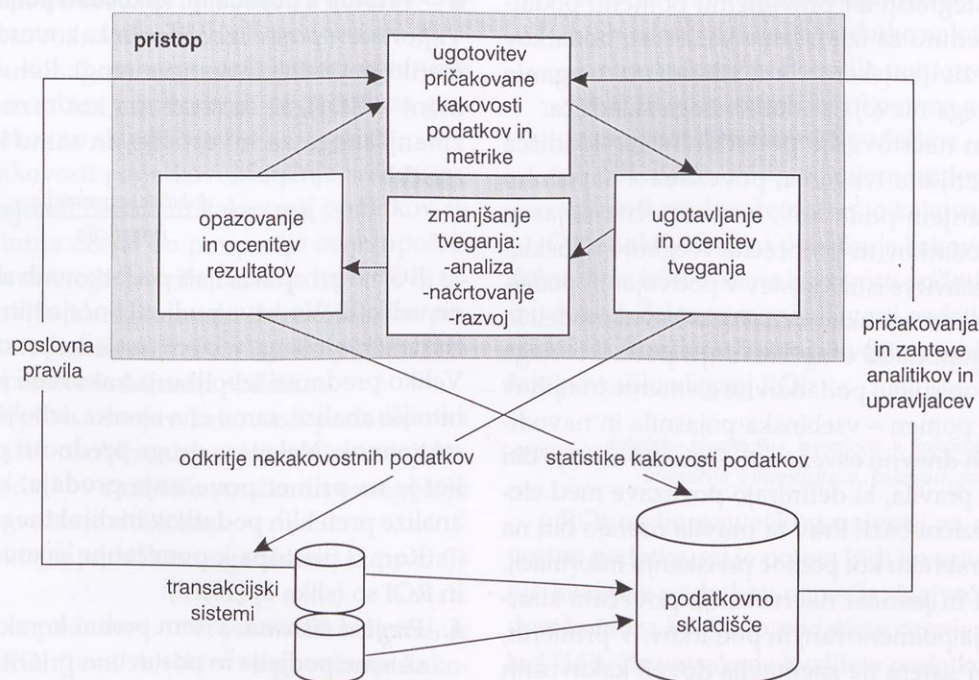 pristop
ugotovitev
pričakovane
kakovosti
podatkov in
metrike
opazovanje
in ocenitev
rezultatov
zmanjšanje
tveganja:
-analiza
-načrtovanje
-razvoj
ugotavljanje
in ocenitev
tveganja
poslovna
pravila
pričakovanja
in zahteve
analitikov in
upravljalcev
odkritje nekakovostnih podatkov
statistike kakovosti podatkov
transakcijski
sistemi
podatkovno
skladišče